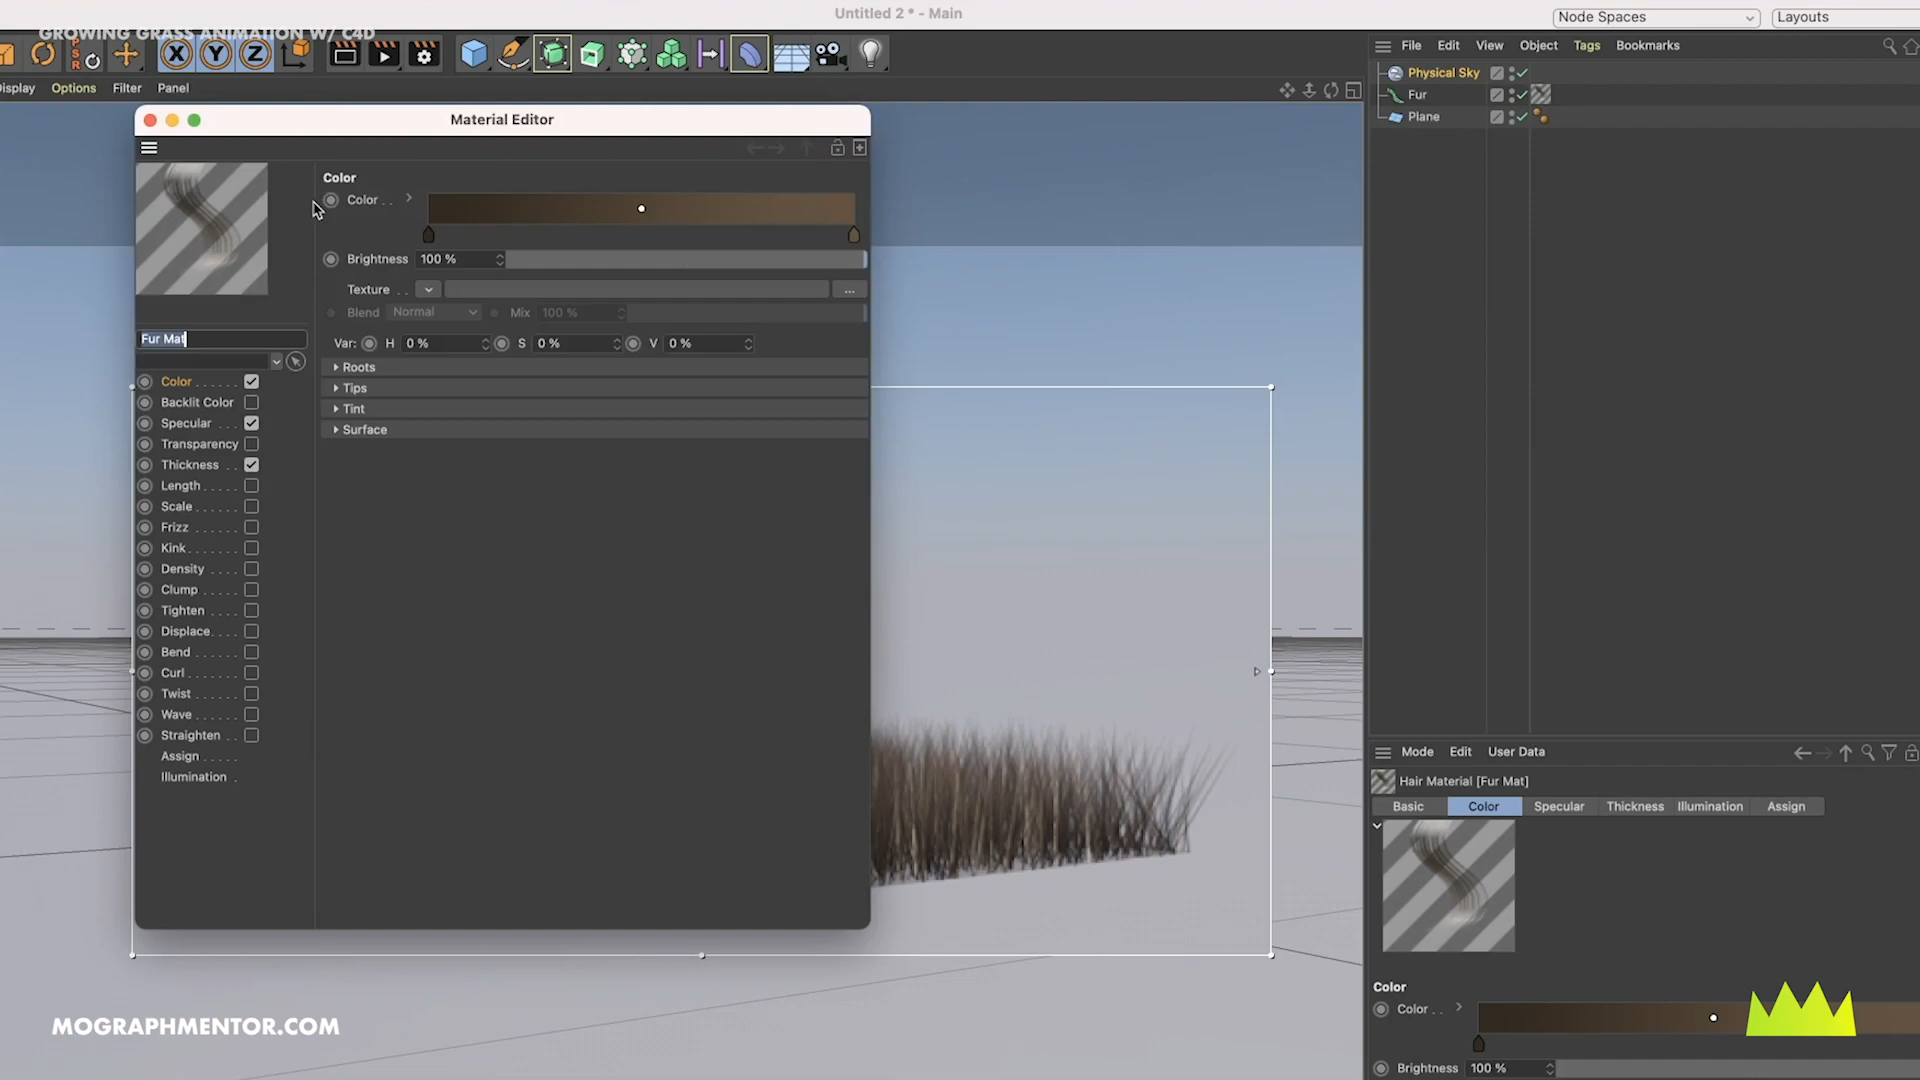 Untitled 2 * - Main
Node Spaces
Layouts
GROWING GRASS ANIMATION W/ C4D
PSR
X Y Z
File Edit View Object Tags Bookmarks
isplay Options Filter Panel
Physical Sky
Fur
Plane
Material Editor
Color
Color . .
Brightness 100 %
Texture . . ...
Blend Normal Mix 100 %
Var: H 0 % S 0 % V 0 %
Roots
Tips
Tint
Surface
Fur Mat
Color . . . . . .
Backlit Color
Specular . . .
Transparency
Thickness . .
Length . . . . .
Scale . . . . . .
Frizz . . . . . .
Kink . . . . . .
Density . . . .
Clump . . . . .
Tighten . . . .
Displace . . . .
Bend . . . . . .
Curl . . . . . . .
Twist . . . . . .
Wave . . . . . .
Straighten . .
Assign . . . . .
Illumination .
Mode Edit User Data
Hair Material [Fur Mat]
Basic Color Specular Thickness Illumination Assign
Color
Color . .
Brightness 100 %
MOGRAPHMENTOR.COM